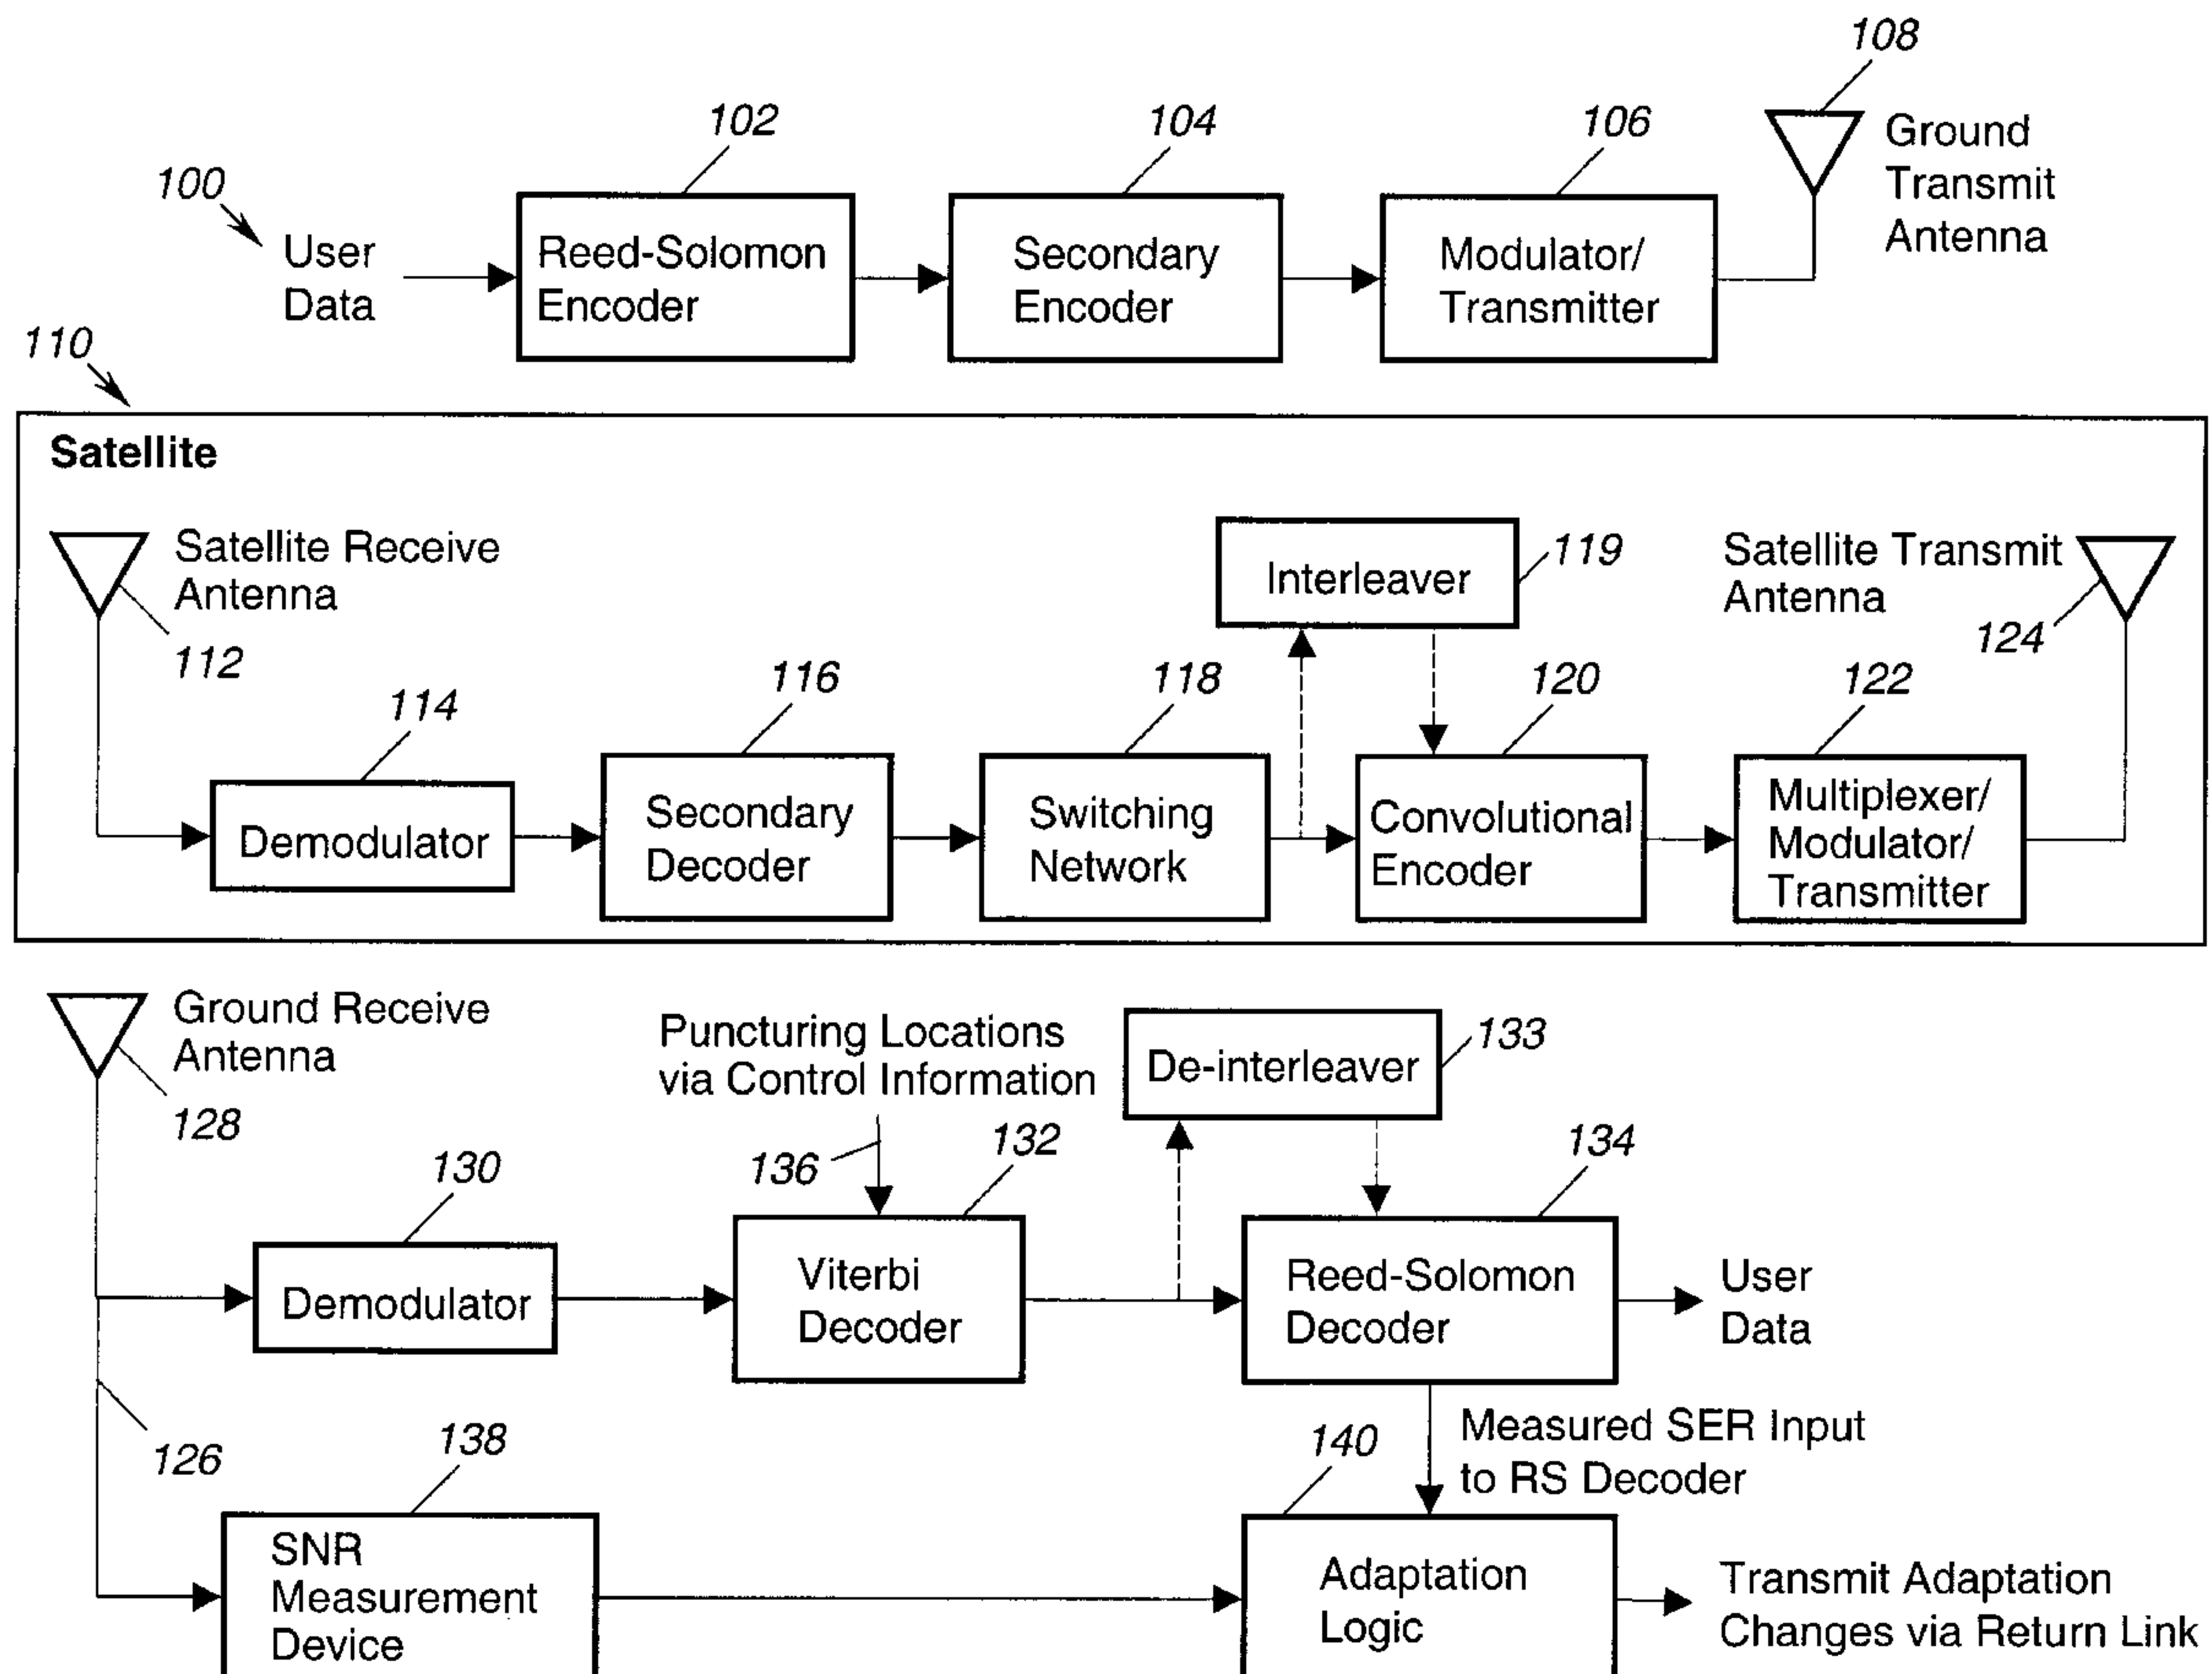 108
102
104
106
Ground
Transmit
Antenna
100
User
Data
Reed-Solomon
Encoder
Secondary
Encoder
Modulator/
Transmitter
110
Satellite
Satellite Receive
Antenna
112
Interleaver
119
Satellite Transmit
Antenna
124
114
116
118
120
122
Demodulator
Secondary
Decoder
Switching
Network
Convolutional
Encoder
Multiplexer/
Modulator/
Transmitter
Ground Receive
Antenna
128
Puncturing Locations
via Control Information
De-interleaver
133
130
136
132
134
Demodulator
Viterbi
Decoder
Reed-Solomon
Decoder
User
Data
126
138
140
Measured SER Input
to RS Decoder
SNR
Measurement
Device
Adaptation
Logic
Transmit Adaptation
Changes via Return Link